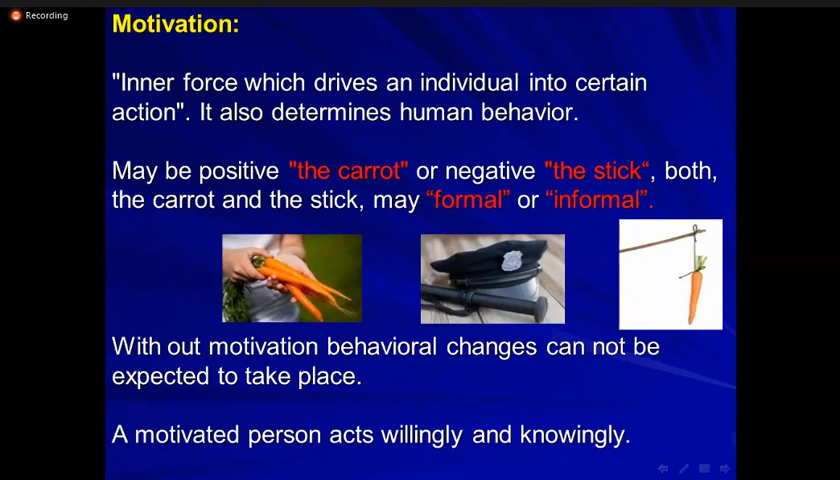 Recording
Motivation:
"Inner force which drives an individual into certain
action". It also determines human behavior.
May be positive "the carrot" or negative "the stick“, both,
the carrot and the stick, may “formal” or “informal”.
With out motivation behavioral changes can not be
expected to take place.
A motivated person acts willingly and knowingly.